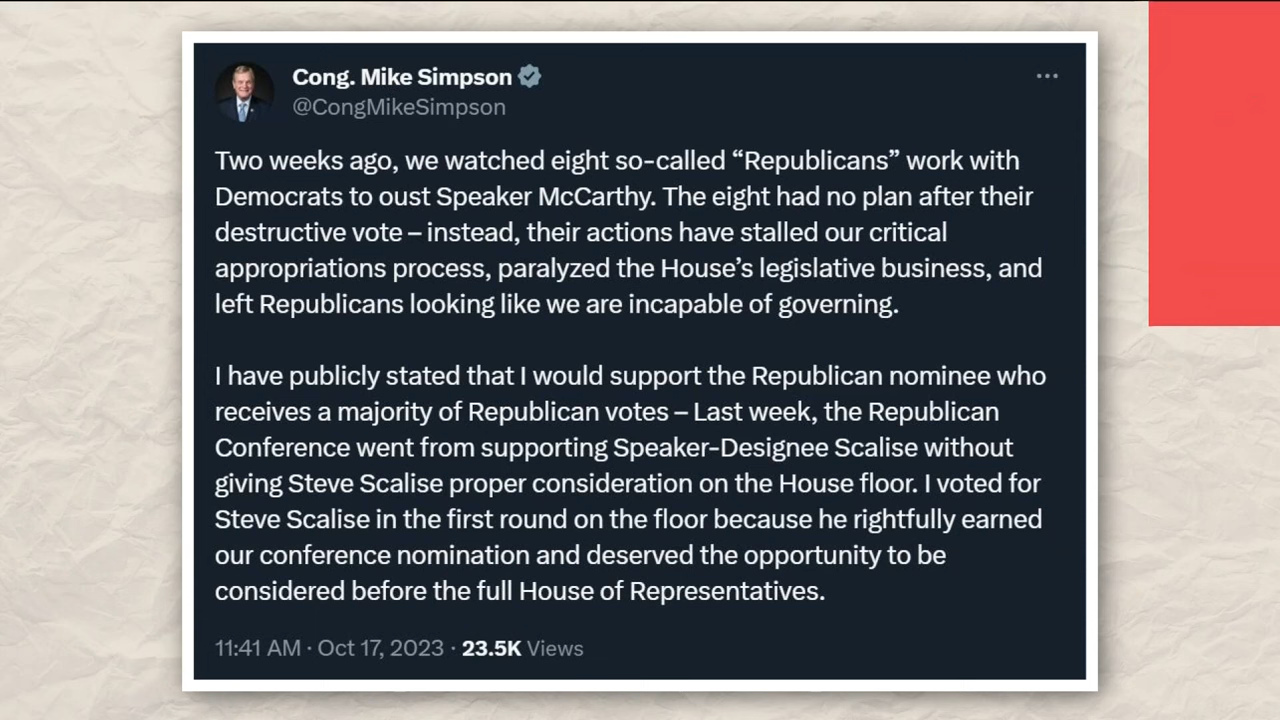 Cong. Mike Simpson
@CongMikeSimpson
Two weeks ago, we watched eight so-called “Republicans” work with
Democrats to oust Speaker McCarthy. The eight had no plan after their
destructive vote – instead, their actions have stalled our critical
appropriations process, paralyzed the House’s legislative business, and
left Republicans looking like we are incapable of governing.
I have publicly stated that I would support the Republican nominee who
receives a majority of Republican votes – Last week, the Republican
Conference went from supporting Speaker-Designee Scalise without
giving Steve Scalise proper consideration on the House floor. I voted for
Steve Scalise in the first round on the floor because he rightfully earned
our conference nomination and deserved the opportunity to be
considered before the full House of Representatives.
11:41 AM · Oct 17, 2023 · 23.5K Views